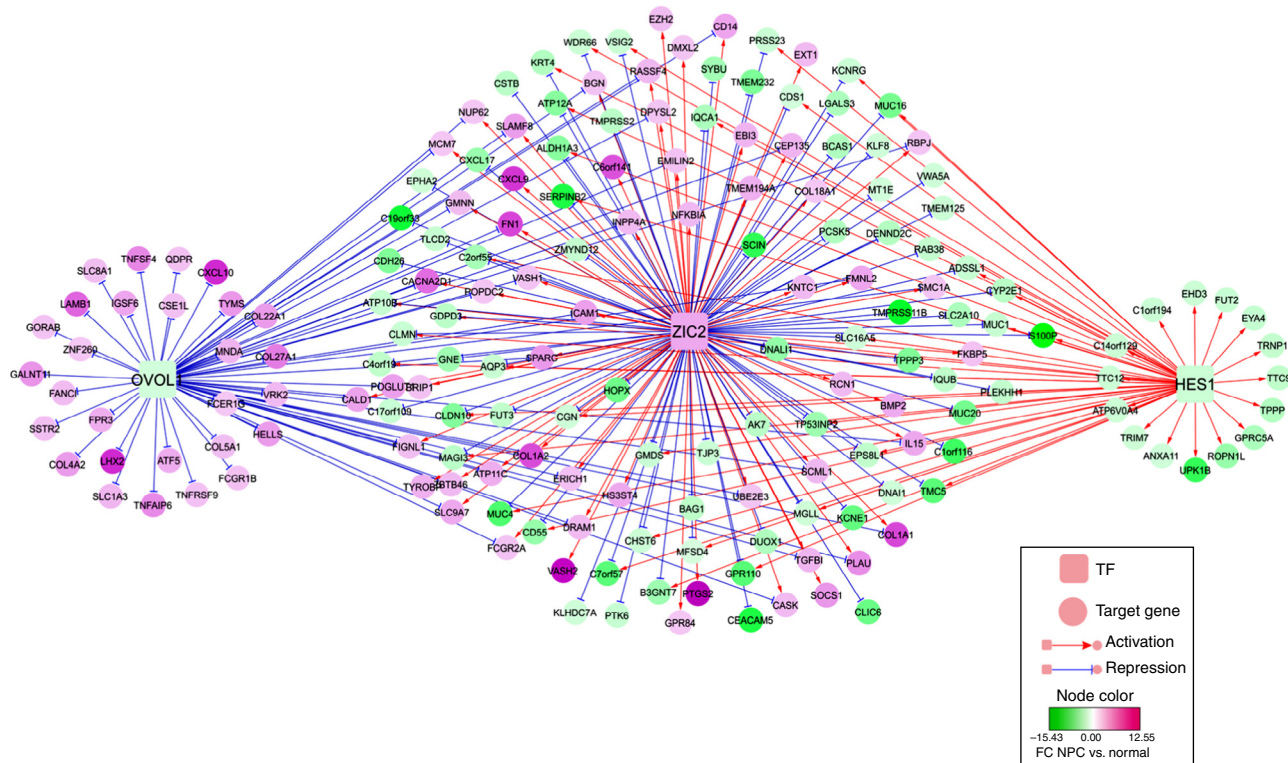 EZH2
CD14
WDR66
VSIG2
DMXL2
PRSS23
EXT1
KRT4
RASSF4
SYBU
KCNRG
CSTB
BGN
TMEM232
CDS1
LGALS3
MUC16
NUP62
ATP12A
DPYSL2
IQCA1
SLAMF8
TMPRSS2
EBI3
MCM7
ALDH1A3
CEP135
BCAS1
KLF8
RBPJ
CXCL17
EMILIN2
C6orf141
EPHA2
CXCL9
TMEM194A
COL18A1
MT1E
VWA5A
SERPINB2
GMNN
NFKBIA
TMEM125
C19orf33
FN1
INPP4A
PCSK5
DENND2C
TLCD2
ZMYND12
SCIN
RAB38
CDH26
C2orf55
ADSSL1
CACNA2D1
VASH1
KNTC1
FMNL2
SMC1A
CYP2E1
ATP10B
POPDC2
GDPD3
ICAM1
TMPRSS11B
SLC2A10
MUC1
S100P
CLMN
ZIC2
SLC16A5
C4orf19
GNE
AQP3
SPARC
DNALI1
TPPP3
FKBP5
C14orf129
POGLUT1
BRIP1
HOPX
RCN1
IQUB
PLEKHH1
TTC12
CALD1
C17orf109
CLDN10
FUT3
CGN
BMP2
MUC20
ATP6V0A4
AK7
TP53INP2
FIGNL1
MAGI3
COL1A2
GMDS
TJP3
EPS8L1
IL15
C1orf116
TYROBP
ZBTB46
ATP11C
ERICH1
HS3ST4
UBE2E3
SCML1
DNAI1
TMC5
SLC9A7
MUC4
CD55
DRAM1
BAG1
MGLL
KCNE1
COL1A1
FCGR2A
CHST6
MFSD4
DUOX1
TGFBI
PLAU
VASH2
C7orf57
GPR110
B3GNT7
PTGS2
SOCS1
KLHDC7A
PTK6
GPR84
CEACAM5
CASK
CLIC6
TNFSF4
QDPR
SLC8A1
CXCL10
LAMB1
IGSF6
CSE1L
TYMS
COL22A1
GORAB
ZNF260
MNDA
COL27A1
GALNT11
OVOL
FANCI
FCER1G
VRK2
FPR3
SSTR2
HELLS
COL4A2
LHX2
ATF5
COL5A1
FCGR1B
SLC1A3
TNFAIP6
TNFRSF9
C1orf194
EHD3
FUT2
EYA4
TRNP1
TTC9
HES1
TPPP
TRIM7
GPRC5A
ANXA11
UPK1B
ROPN1L
TF
Target gene
Activation
Repression
Node color
−15.43 0.00 12.55
FC NPC vs. normal